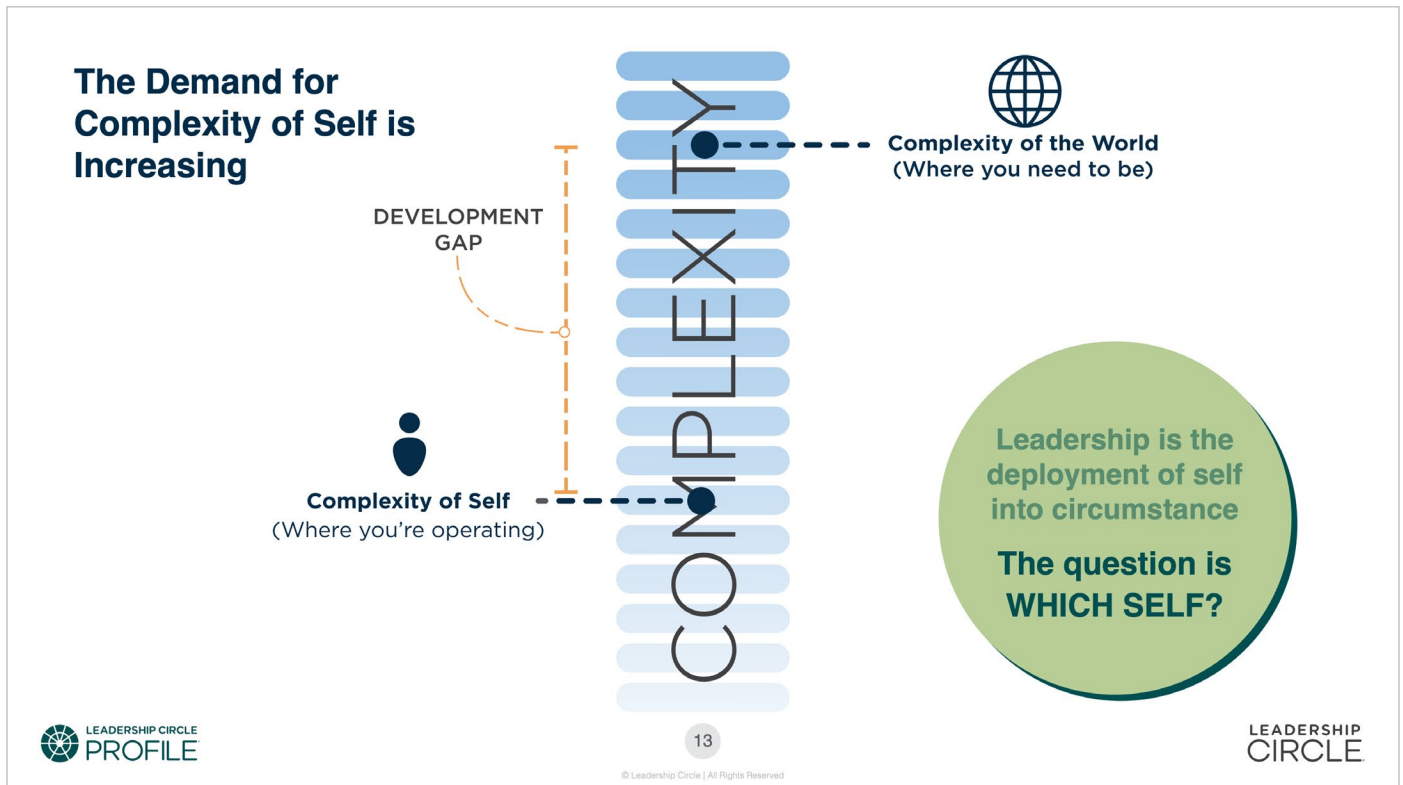 The Demand for
Complexity of Self is
Increasing
DEVELOPMENT
GAP
Complexity of the World
(Where you need to be)
COMPLEXITY
Complexity of Self
(Where you’re operating)
Leadership is the
deployment of self
into circumstance
The question is
WHICH SELF?
LEADERSHIP CIRCLE
PROFILE
13
© Leadership Circle | All Rights Reserved
LEADERSHIP
CIRCLE